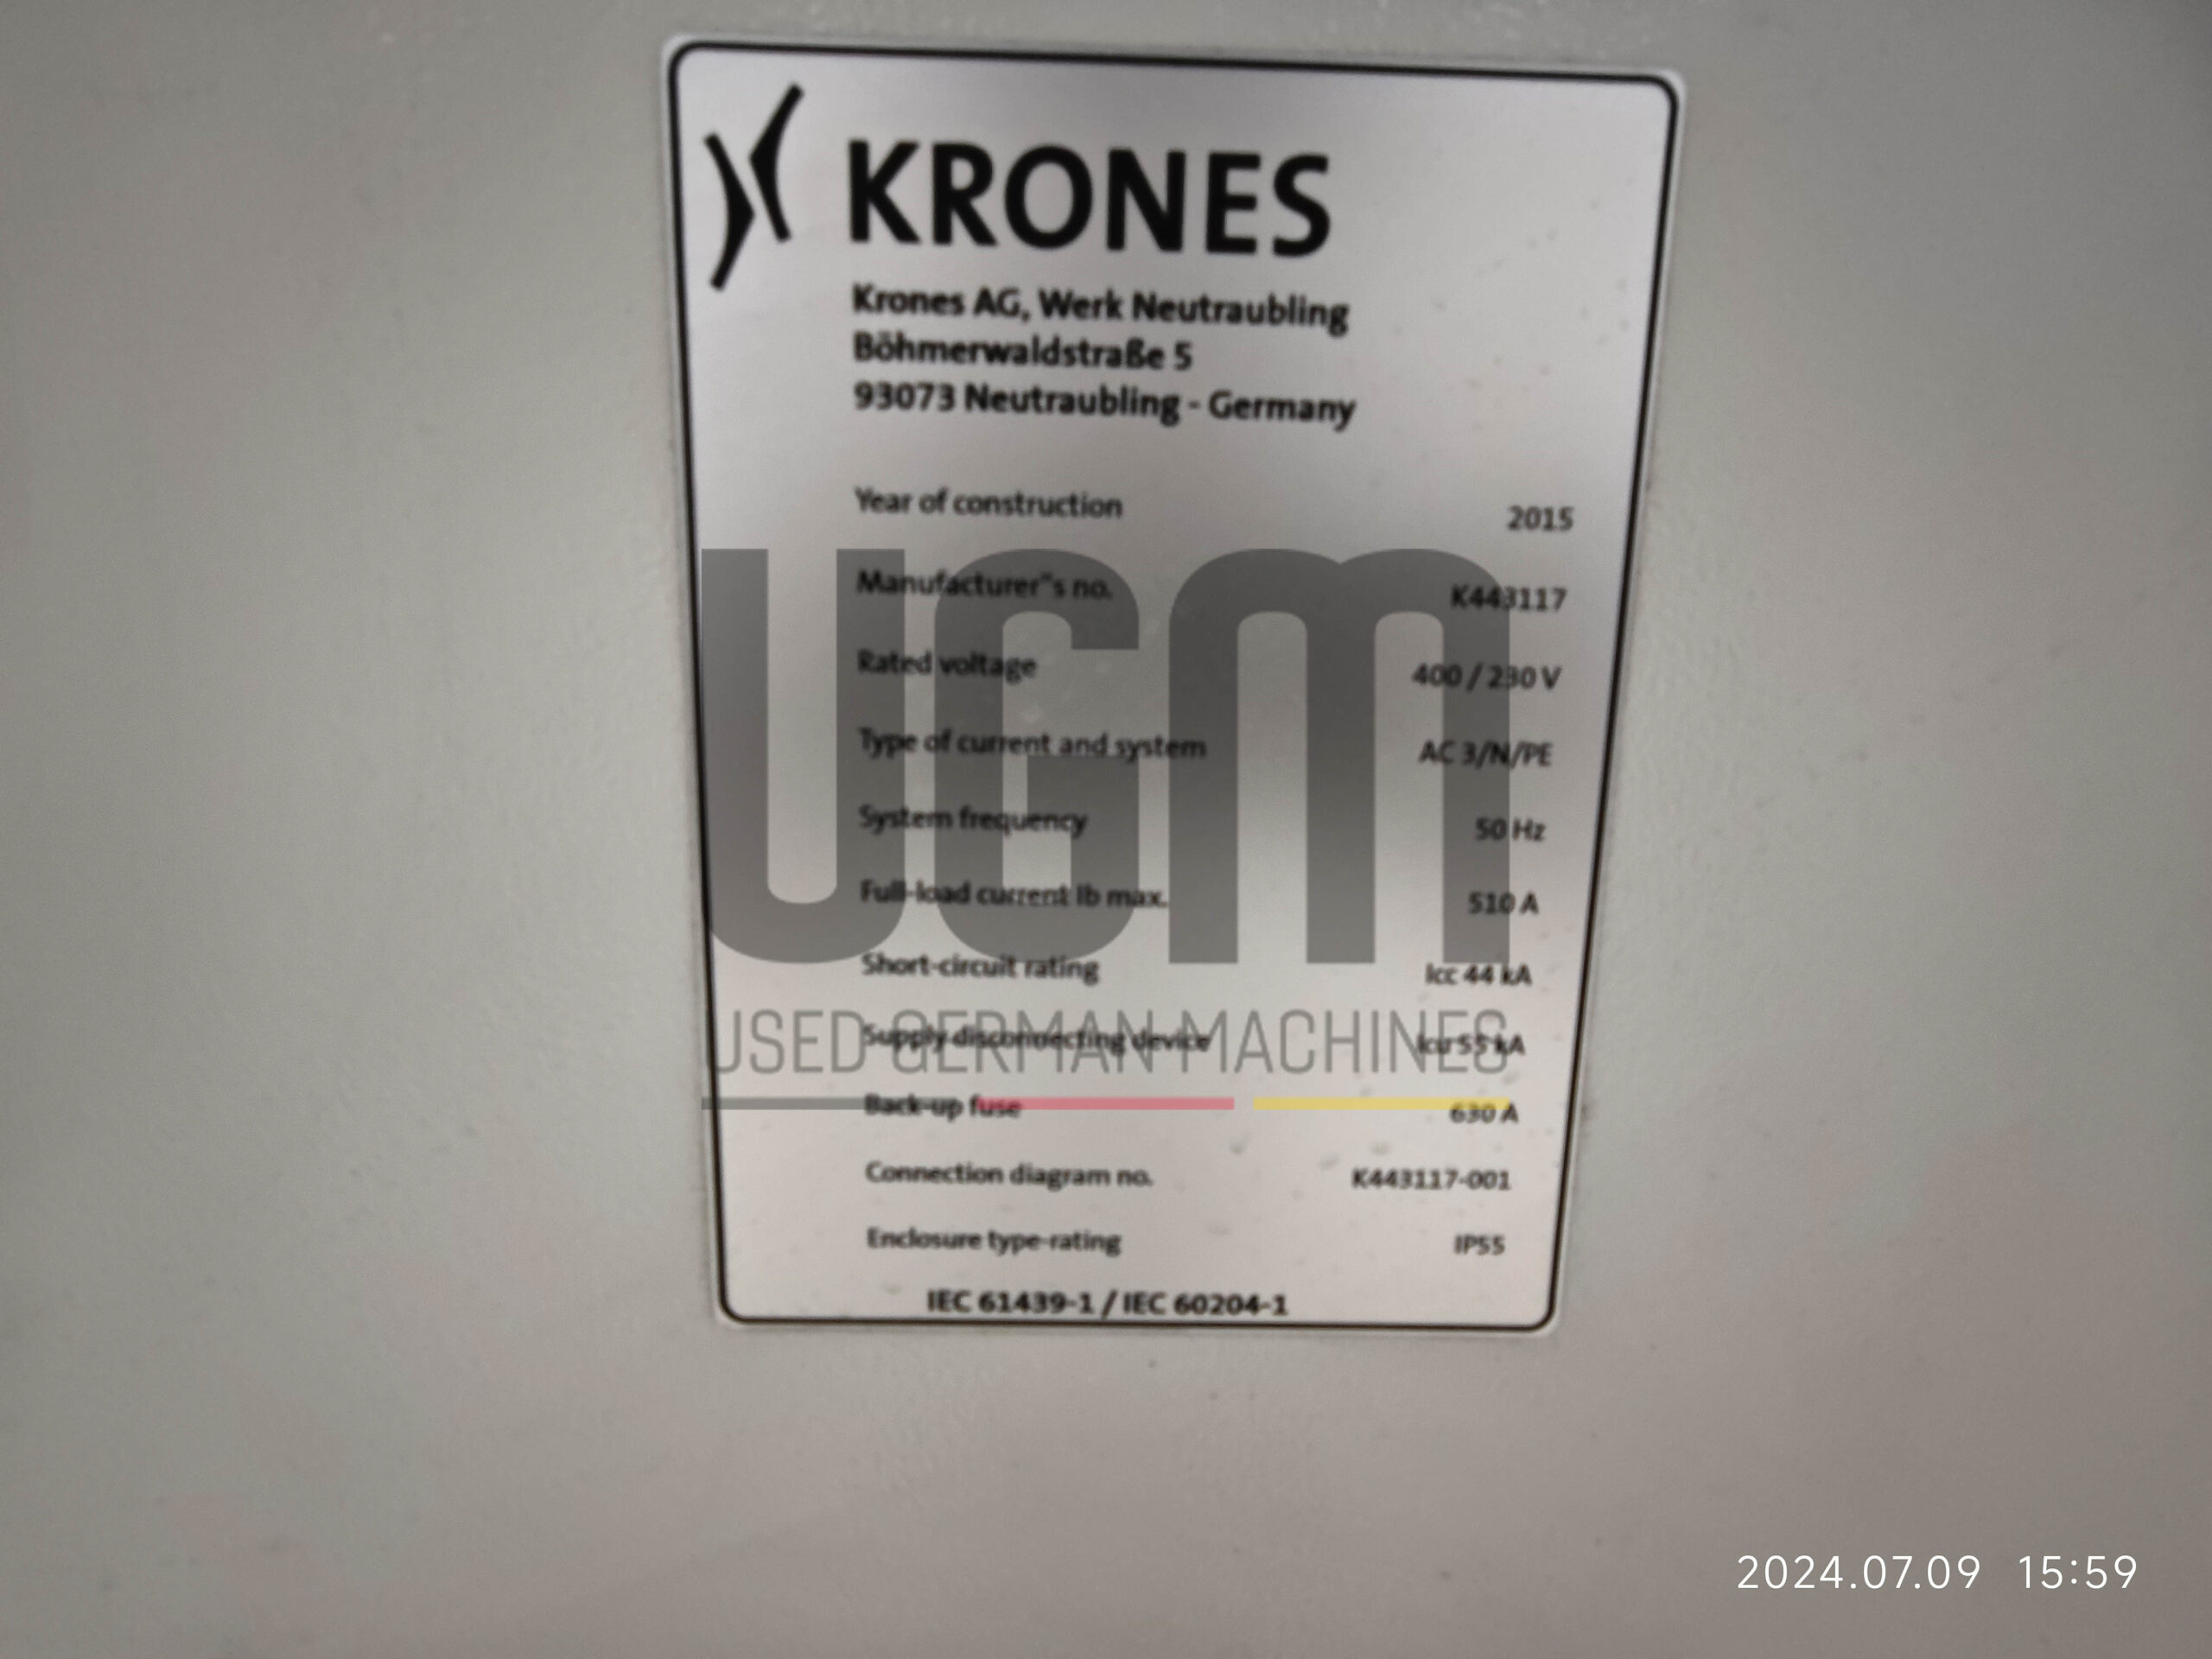 KRONES
Krones AG, Werk Neutraubling
Böhmerwaldstraße 5
93073 Neutraubling - Germany
Year of construction 2015
Manufacturer"s no. K443117
Rated voltage 400 / 230 V
Type of current and system AC 3/N/PE
System frequency 50 Hz
Full-load current Ib max. 510 A
Short-circuit rating Icc 44 kA
Supply disconnecting device Icu 55 kA
Back-up fuse 630 A
Connection diagram no. K443117-001
Enclosure type-rating IP55
IEC 61439-1 / IEC 60204-1
UGM
USED GERMAN MACHINES
2024.07.09 15:59